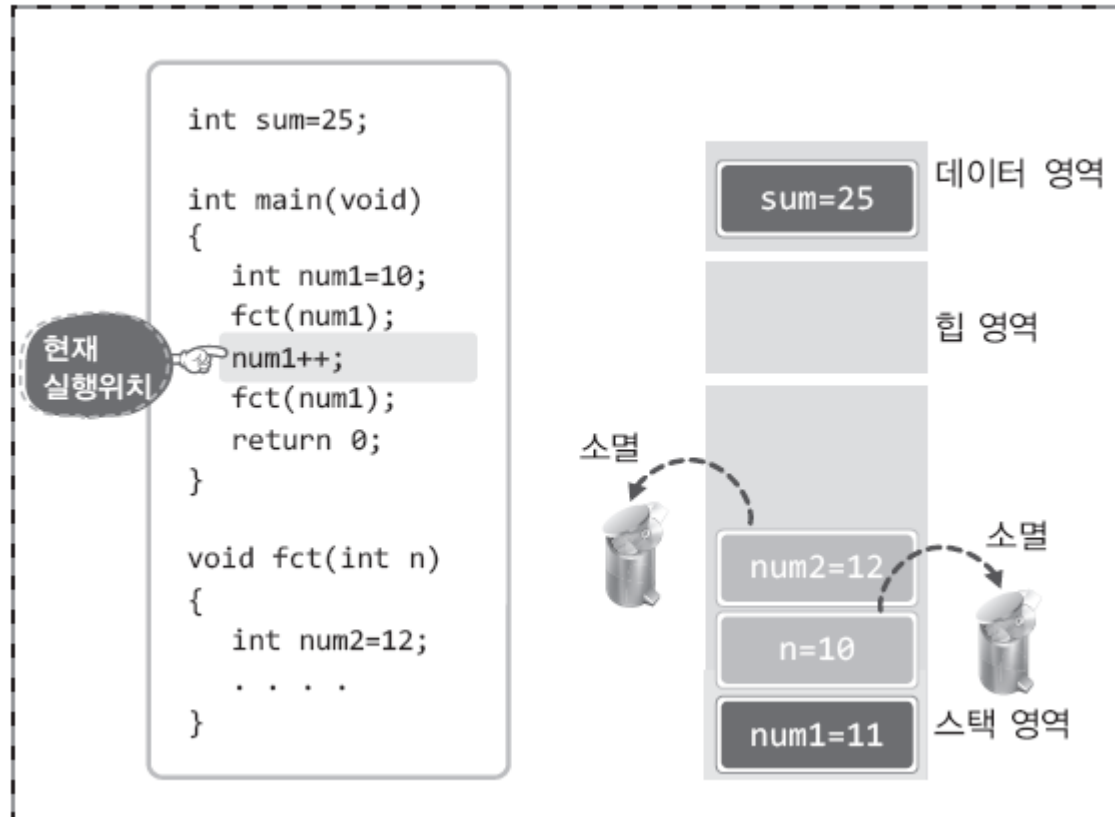 int sum=25;
int main(void)
{
int num1=10;
fct(num1);
num1++;
fct(num1);
return 0;
}
void fct(int n)
{
int num2=12;
. . . .
}
현재
실행위치
sum=25
데이터 영역
힙 영역
소멸
num2=12
소멸
n=10
num1=11
스택 영역